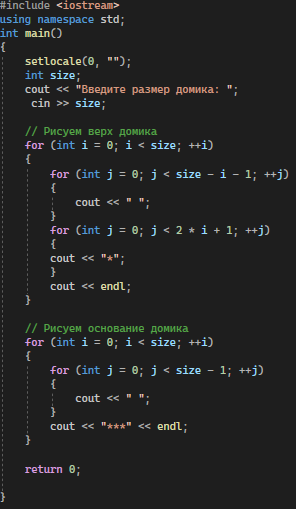 #include <iostream>
using namespace std;
int main()
{
setlocale(0, "");
int size;
cout << "Введите размер домика: ";
cin >> size;
// Рисуем верх домика
for (int i = 0; i < size; ++i)
{
for (int j = 0; j < size - i - 1; ++j)
{
cout << " ";
}
for (int j = 0; j < 2 * i + 1; ++j)
{
cout << "*";
}
cout << endl;
}
// Рисуем основание домика
for (int i = 0; i < size; ++i)
{
for (int j = 0; j < size - 1; ++j)
{
cout << " ";
}
cout << "***" << endl;
}
return 0;
}